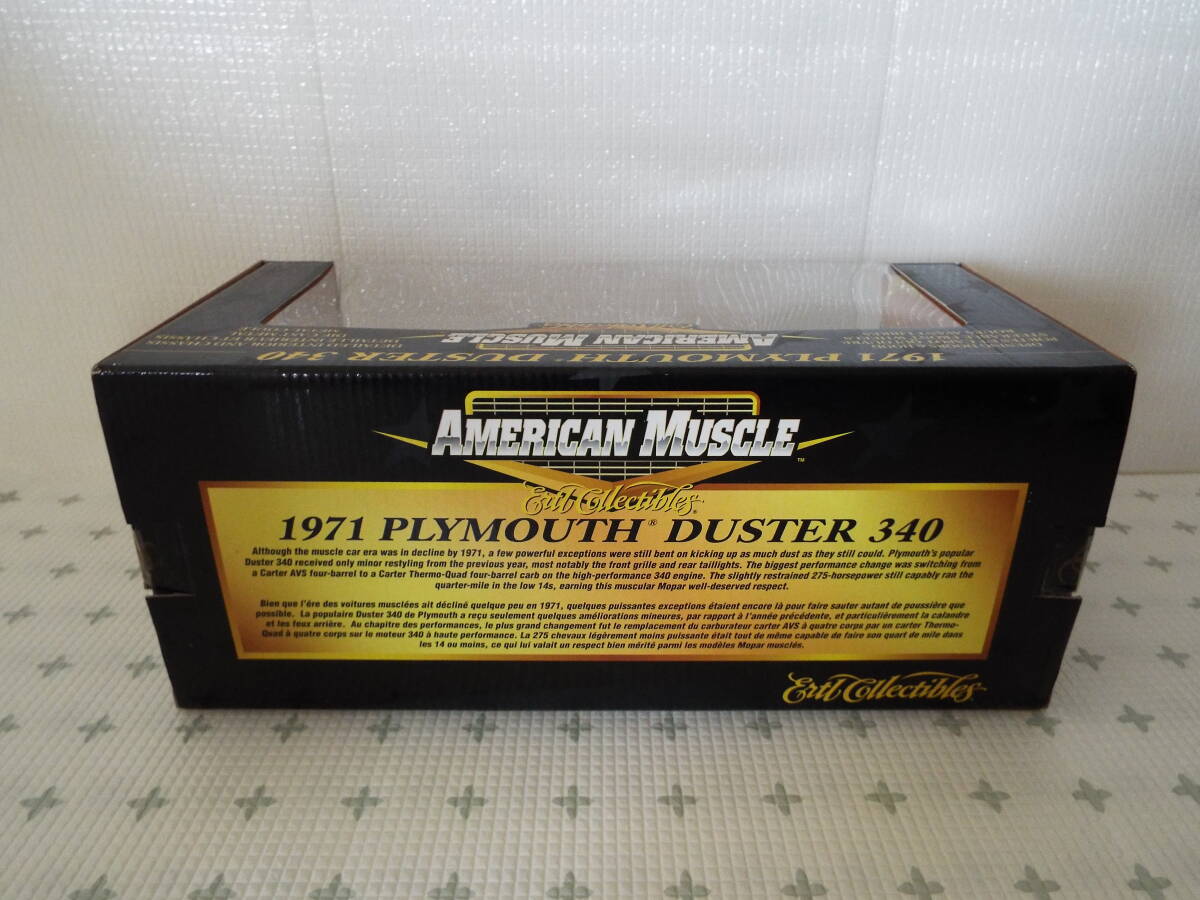 AMERICAN MUSCLE
1971 PLYMOUTH DUSTER 340
AMERICAN MUSCLE™
Ertl Collectibles®
1971 PLYMOUTH® DUSTER 340
Although the muscle car era was in decline by 1971, a few powerful exceptions were still bent on kicking up as much dust as they still could. Plymouth's popular
Duster 340 received only minor restyling from the previous year, most notably the front grille and rear taillights. The biggest performance change was switching from
a Carter AVS four-barrel to a Carter Thermo-Quad four-barrel carb on the high-performance 340 engine. The slightly restrained 275-horsepower still capably ran the
quarter-mile in the low 14s, earning this muscular Mopar well-deserved respect.
Bien que l'ére des voitures musclées ait décliné quelque peu en 1971, quelques puissantes exceptions étaient encore là pour faire sauter autant de poussière que
possible. La populaire Duster 340 de Plymouth a reçu seulement quelques améliorations mineures, par rapport à l'année précédente, et particulièrement la calandre
et les feux arrière. Au chapitre des performances, le plus grand changement fut le remplacement du carburateur carter AVS à quatre corps par un carter Thermo-
Quad à quatre corps sur le moteur 340 à haute performance. La 275 chevaux légèrement moins puissante était tout de même capable de faire son quart de mile dans
les 14 ou moins, ce qui lui valait un respect bien mérité parmi les modèles Mopar musclés.
Ertl Collectibles